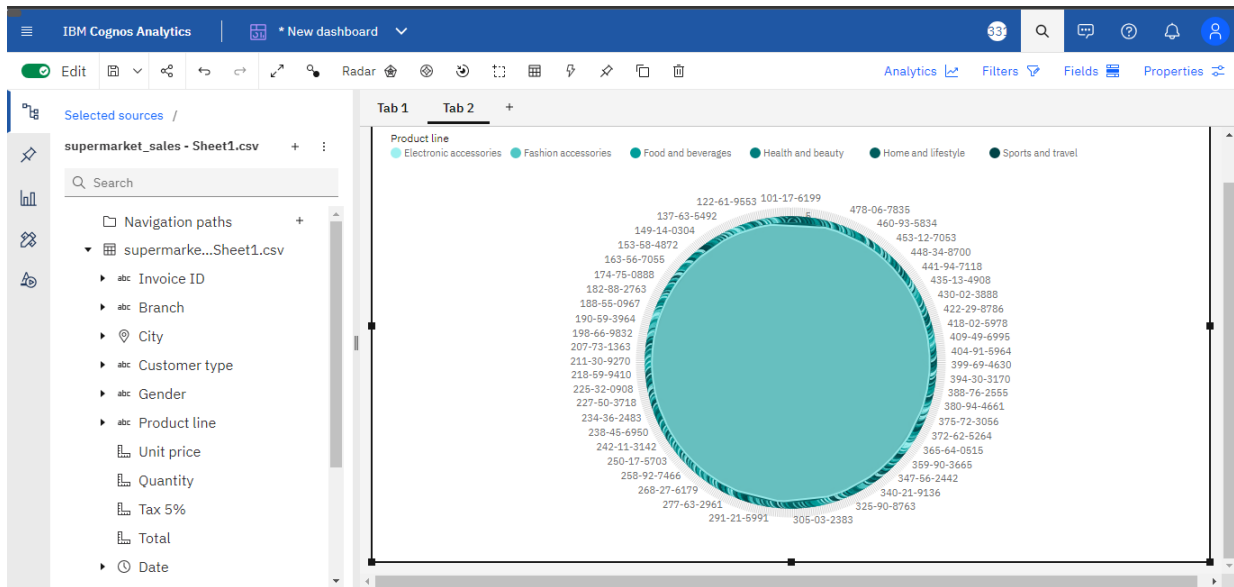 IBM Cognos Analytics
* New dashboard
331
Edit
Radar
Analytics
Filters
Fields
Properties
Selected sources /
supermarket_sales - Sheet1.csv
Search
Navigation paths
supermarke...Sheet1.csv
abc Invoice ID
abc Branch
City
abc Customer type
abc Gender
abc Product line
Unit price
Quantity
Tax 5%
Total
Date
Tab 1
Tab 2
Product line
Electronic accessories
Fashion accessories
Food and beverages
Health and beauty
Home and lifestyle
Sports and travel
101-17-6199
122-61-9553
137-63-5492
149-14-0304
153-58-4872
163-56-7055
174-75-0888
182-88-2763
188-55-0967
190-59-3964
198-66-9832
207-73-1363
211-30-9270
218-59-9410
225-32-0908
227-50-3718
234-36-2483
238-45-6950
242-11-3142
250-17-5703
258-92-7466
268-27-6179
277-63-2961
291-21-5991
305-03-2383
325-90-8763
340-21-9136
347-56-2442
359-90-3665
365-64-0515
372-62-5264
375-72-3056
380-94-4661
388-76-2555
394-30-3170
399-69-4630
404-91-5964
409-49-6995
418-02-5978
422-29-8786
430-02-3888
435-13-4908
441-94-7118
448-34-8700
453-12-7053
460-93-5834
478-06-7835